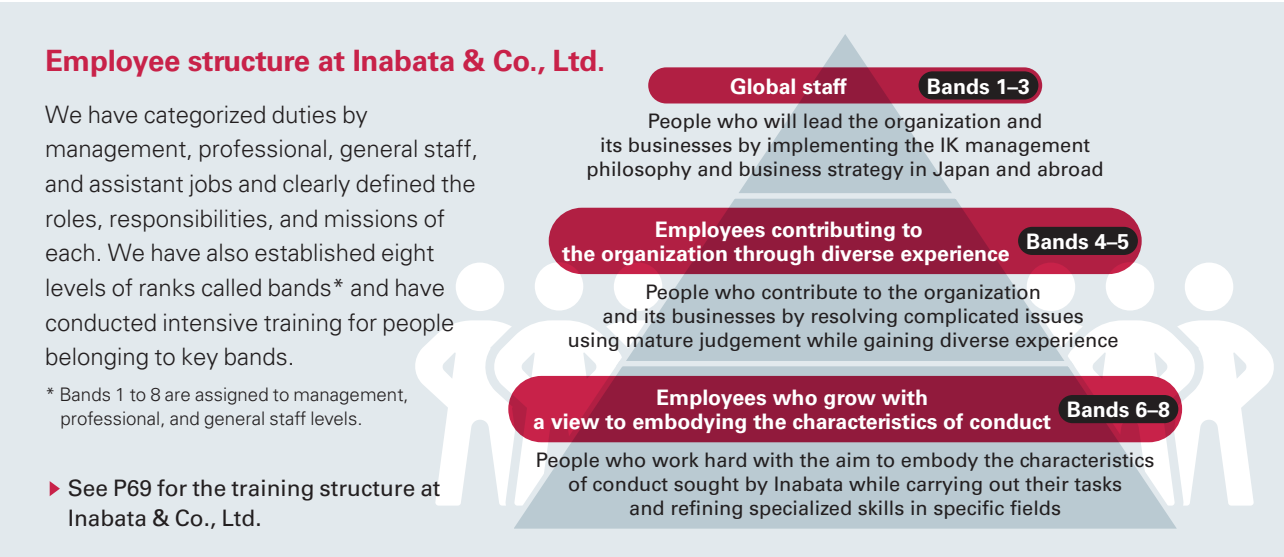 Employee structure at Inabata & Co., Ltd.
We have categorized duties by
management, professional, general staff,
and assistant jobs and clearly defined the
roles, responsibilities, and missions of
each. We have also established eight
levels of ranks called bands* and have
conducted intensive training for people
belonging to key bands.
* Bands 1 to 8 are assigned to management,
professional, and general staff levels.
See P69 for the training structure at
Inabata & Co., Ltd.
Global staff Bands 1–3
People who will lead the organization and
its businesses by implementing the IK management
philosophy and business strategy in Japan and abroad
Employees contributing to
the organization through diverse experience Bands 4–5
People who contribute to the organization
and its businesses by resolving complicated issues
using mature judgement while gaining diverse experience
Employees who grow with
a view to embodying the characteristics of conduct Bands 6–8
People who work hard with the aim to embody the characteristics
of conduct sought by Inabata while carrying out their tasks
and refining specialized skills in specific fields